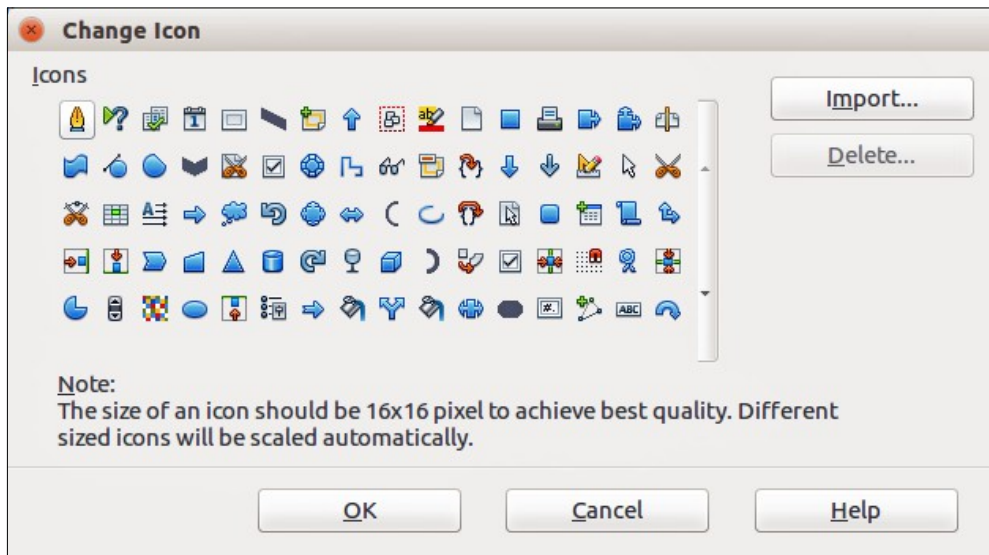 Change Icon
Icons
Import...
Delete...
Note:
The size of an icon should be 16x16 pixel to achieve best quality. Different
sized icons will be scaled automatically.
OK
Cancel
Help